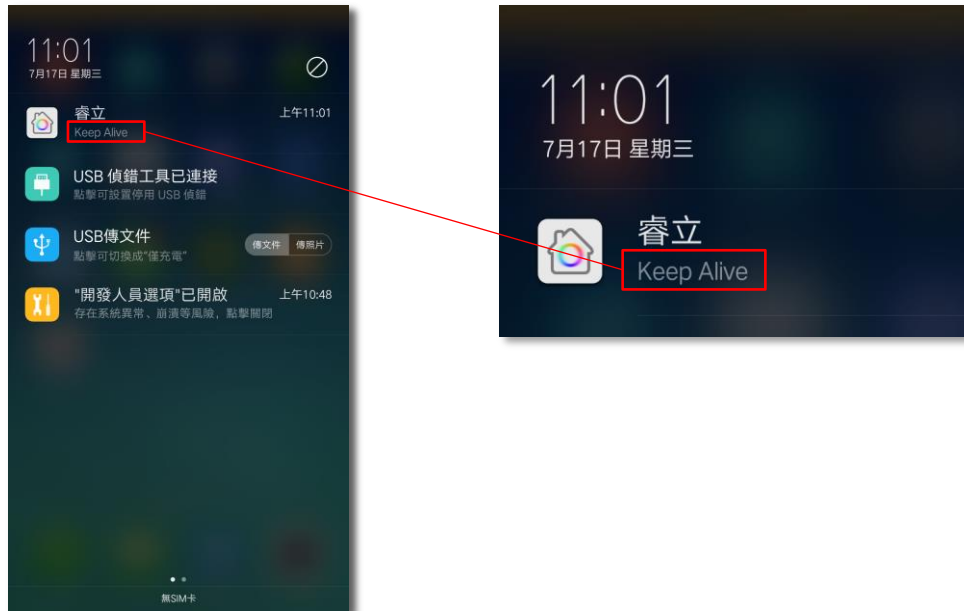 11:01
7月17日 星期三
睿立
上午11:01
Keep Alive
USB 偵錯工具已連接
點擊可設置停用 USB 偵錯
USB傳文件
點擊可切換成"僅充電"
傳文件 傳照片
"開發人員選項"已開啟
上午10:48
存在系統異常、崩潰等風險，點擊關閉
無SIM卡
11:01
7月17日 星期三
睿立
Keep Alive